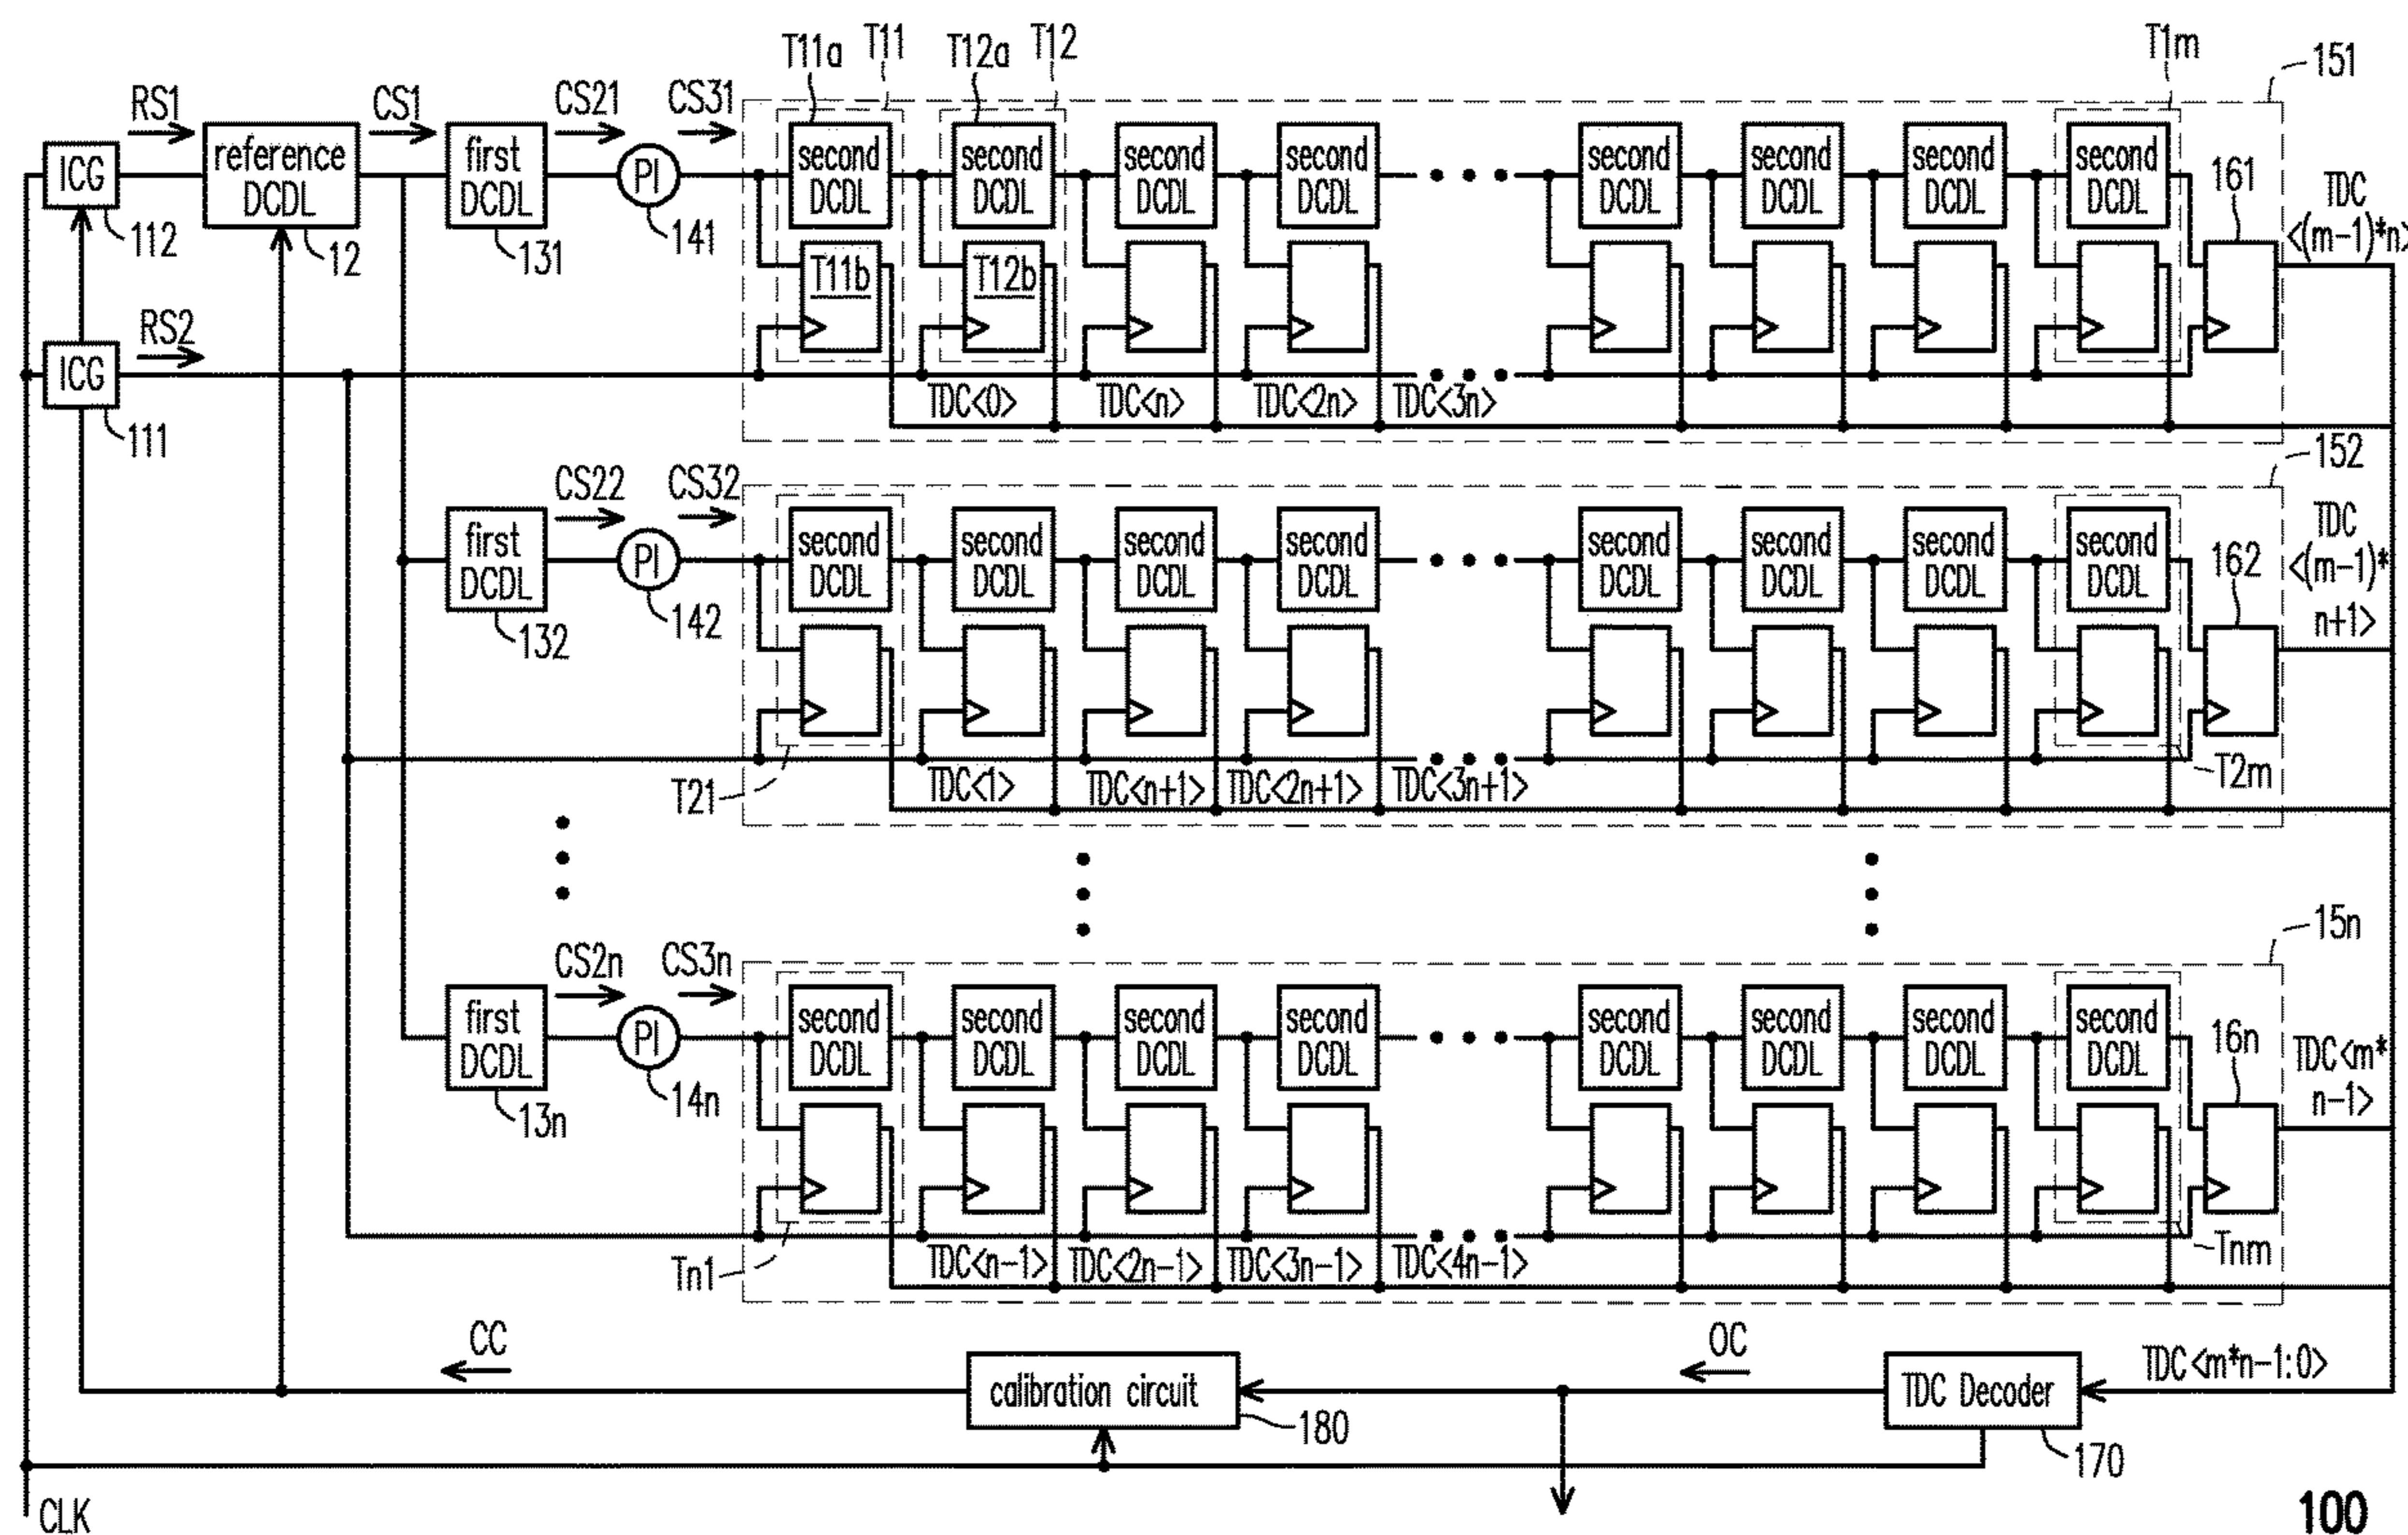 T11a T11 T12a T12 T1m 151
RS1 CS1 CS21 CS31
ICG reference DCDL first DCDL PI second DCDL second DCDL second DCDL second DCDL second DCDL second DCDL second DCDL second DCDL 161 TDC <(m-1)*n>
112 12 131 141
T11b T12b
RS2
ICG
111
TDC<0> TDC<n> TDC<2n> TDC<3n>
152
CS22 CS32
first DCDL PI second DCDL second DCDL second DCDL second DCDL second DCDL second DCDL second DCDL second DCDL 162 TDC <(m-1)* n+1>
132 142
T21 TDC<1> TDC<n+1> TDC<2n+1> TDC<3n+1> T2m
15n
CS2n CS3n
first DCDL PI second DCDL second DCDL second DCDL second DCDL second DCDL second DCDL second DCDL second DCDL 16n TDC<m* n-1>
13n 14n
Tn1 TDC<n-1> TDC<2n-1> TDC<3n-1> TDC<4n-1> Tnm
CC OC
calibration circuit TDC Decoder TDC<m*n-1:0>
180 170
CLK
100